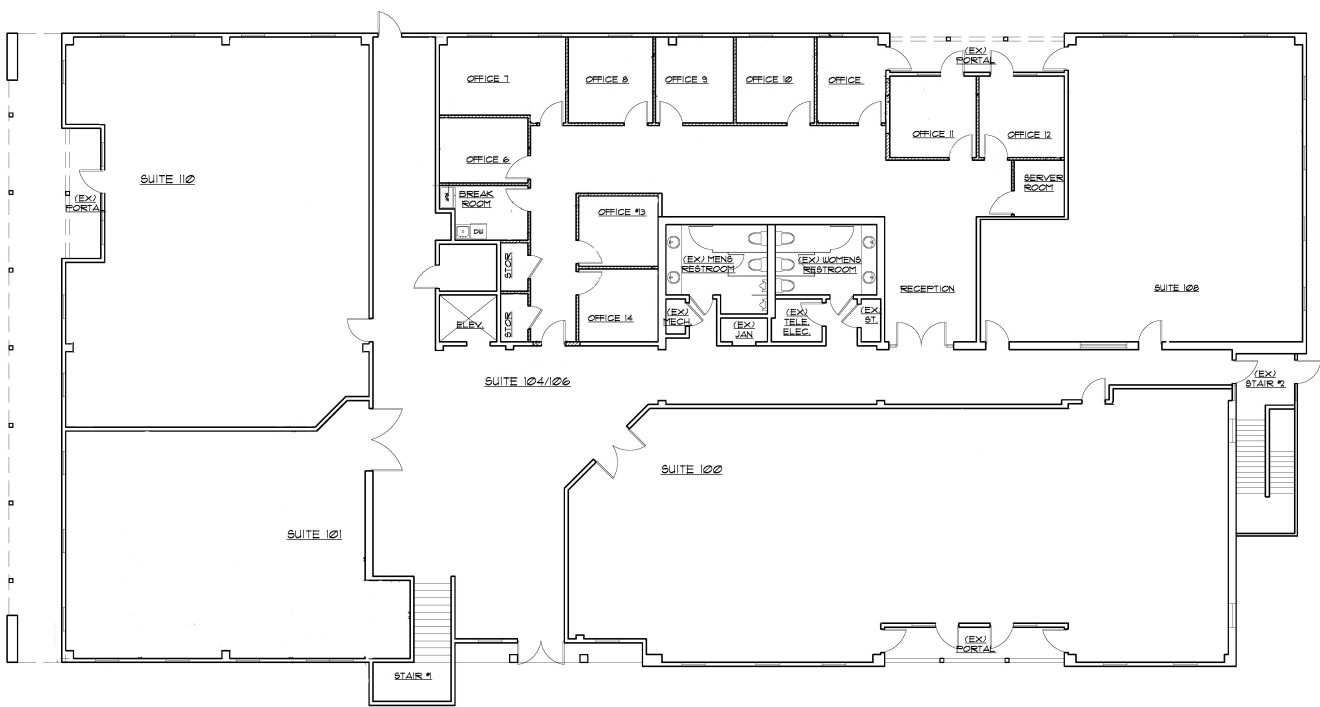 (EX)
PORTAL
OFFICE 7
OFFICE 8
OFFICE 9
OFFICE 10
OFFICE
OFFICE 11
OFFICE 12
OFFICE 6
SUITE 110
SERVER
ROOM
(EX)
PORTA
BREAK
ROOM
OFFICE #13
DW
STOR
(EX) MENS
RESTROOM
(EX) WOMENS
RESTROOM
RECEPTION
SUITE 108
ELEV.
STOR
OFFICE 14
(EX)
MECH.
(EX)
JAN
(EX)
TELE.
ELEC.
(EX)
ST.
SUITE 104/106
(EX)
STAIR #2
SUITE 100
SUITE 101
(EX)
PORTAL
STAIR #1